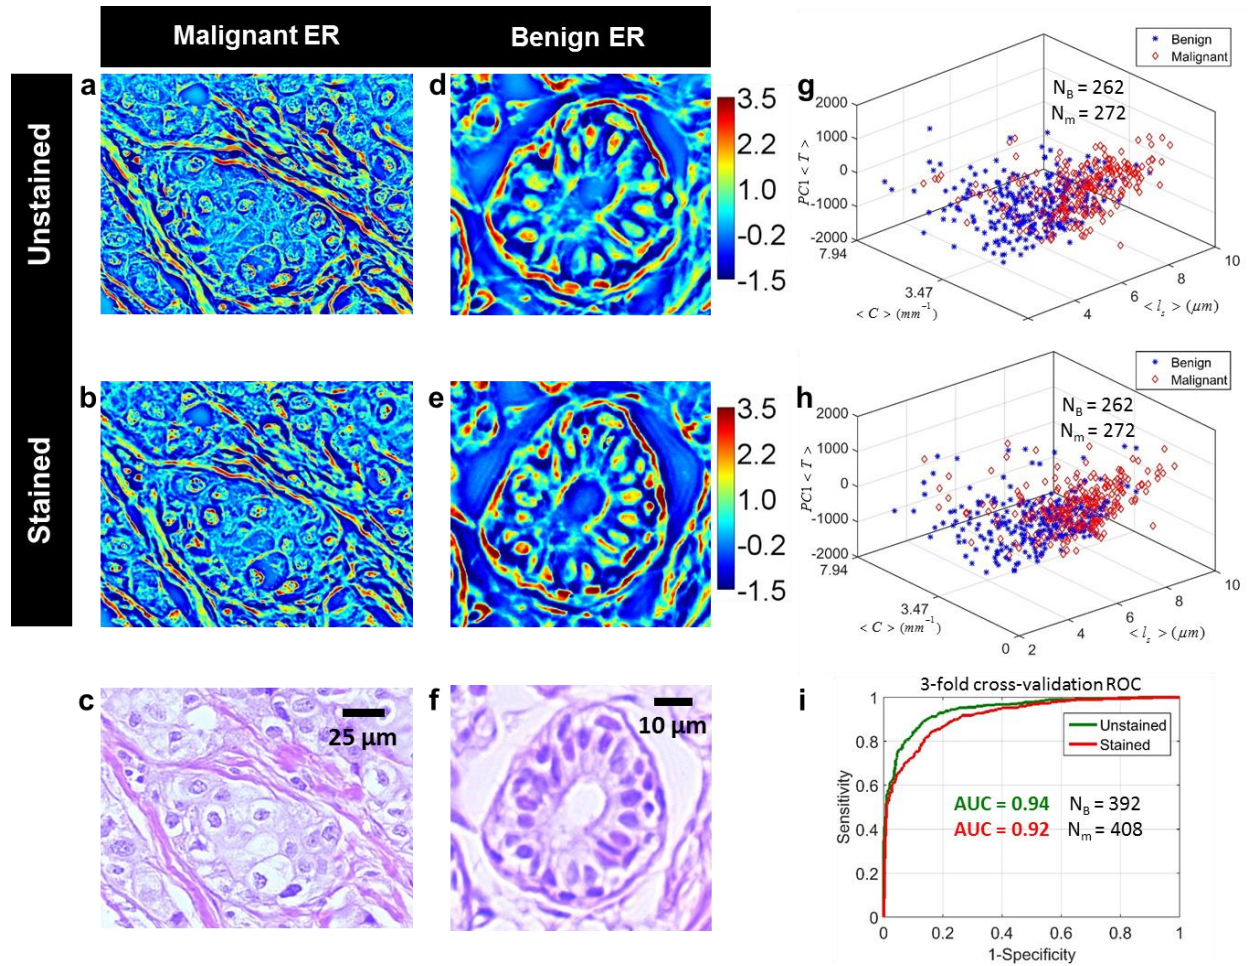 Malignant ER
Benign ER
Unstained
Stained
a
d
3.5
2.2
1.0
-0.2
-1.5
b
e
3.5
2.2
1.0
-0.2
-1.5
c
25 µm
f
10 µm
g
Benign
Malignant
N_B = 262
N_m = 272
2000
1000
0
-1000
-2000
PC1 < T >
7.94
3.47
< C > (mm⁻¹)
4
6
8
10
< l_s > (µm)
h
Benign
Malignant
N_B = 262
N_m = 272
2000
1000
0
-1000
-2000
PC1 < T >
7.94
3.47
0
< C > (mm⁻¹)
2
4
6
8
10
< l_s > (µm)
i
3-fold cross-validation ROC
Unstained
Stained
AUC = 0.94 N_B = 392
AUC = 0.92 N_m = 408
Sensitivity
1
0.8
0.6
0.4
0.2
0
0
0.2
0.4
0.6
0.8
1
1-Specificity